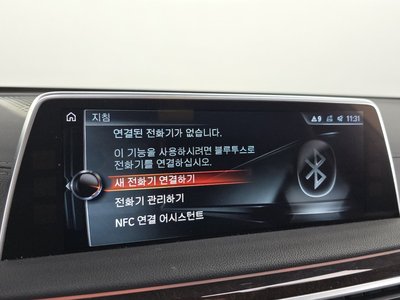 지침
9 11:31
연결된 전화기가 없습니다.
이 기능을 사용하시려면 블루투스로
전화기를 연결하십시오.
새 전화기 연결하기
전화기 관리하기
NFC 연결 어시스턴트